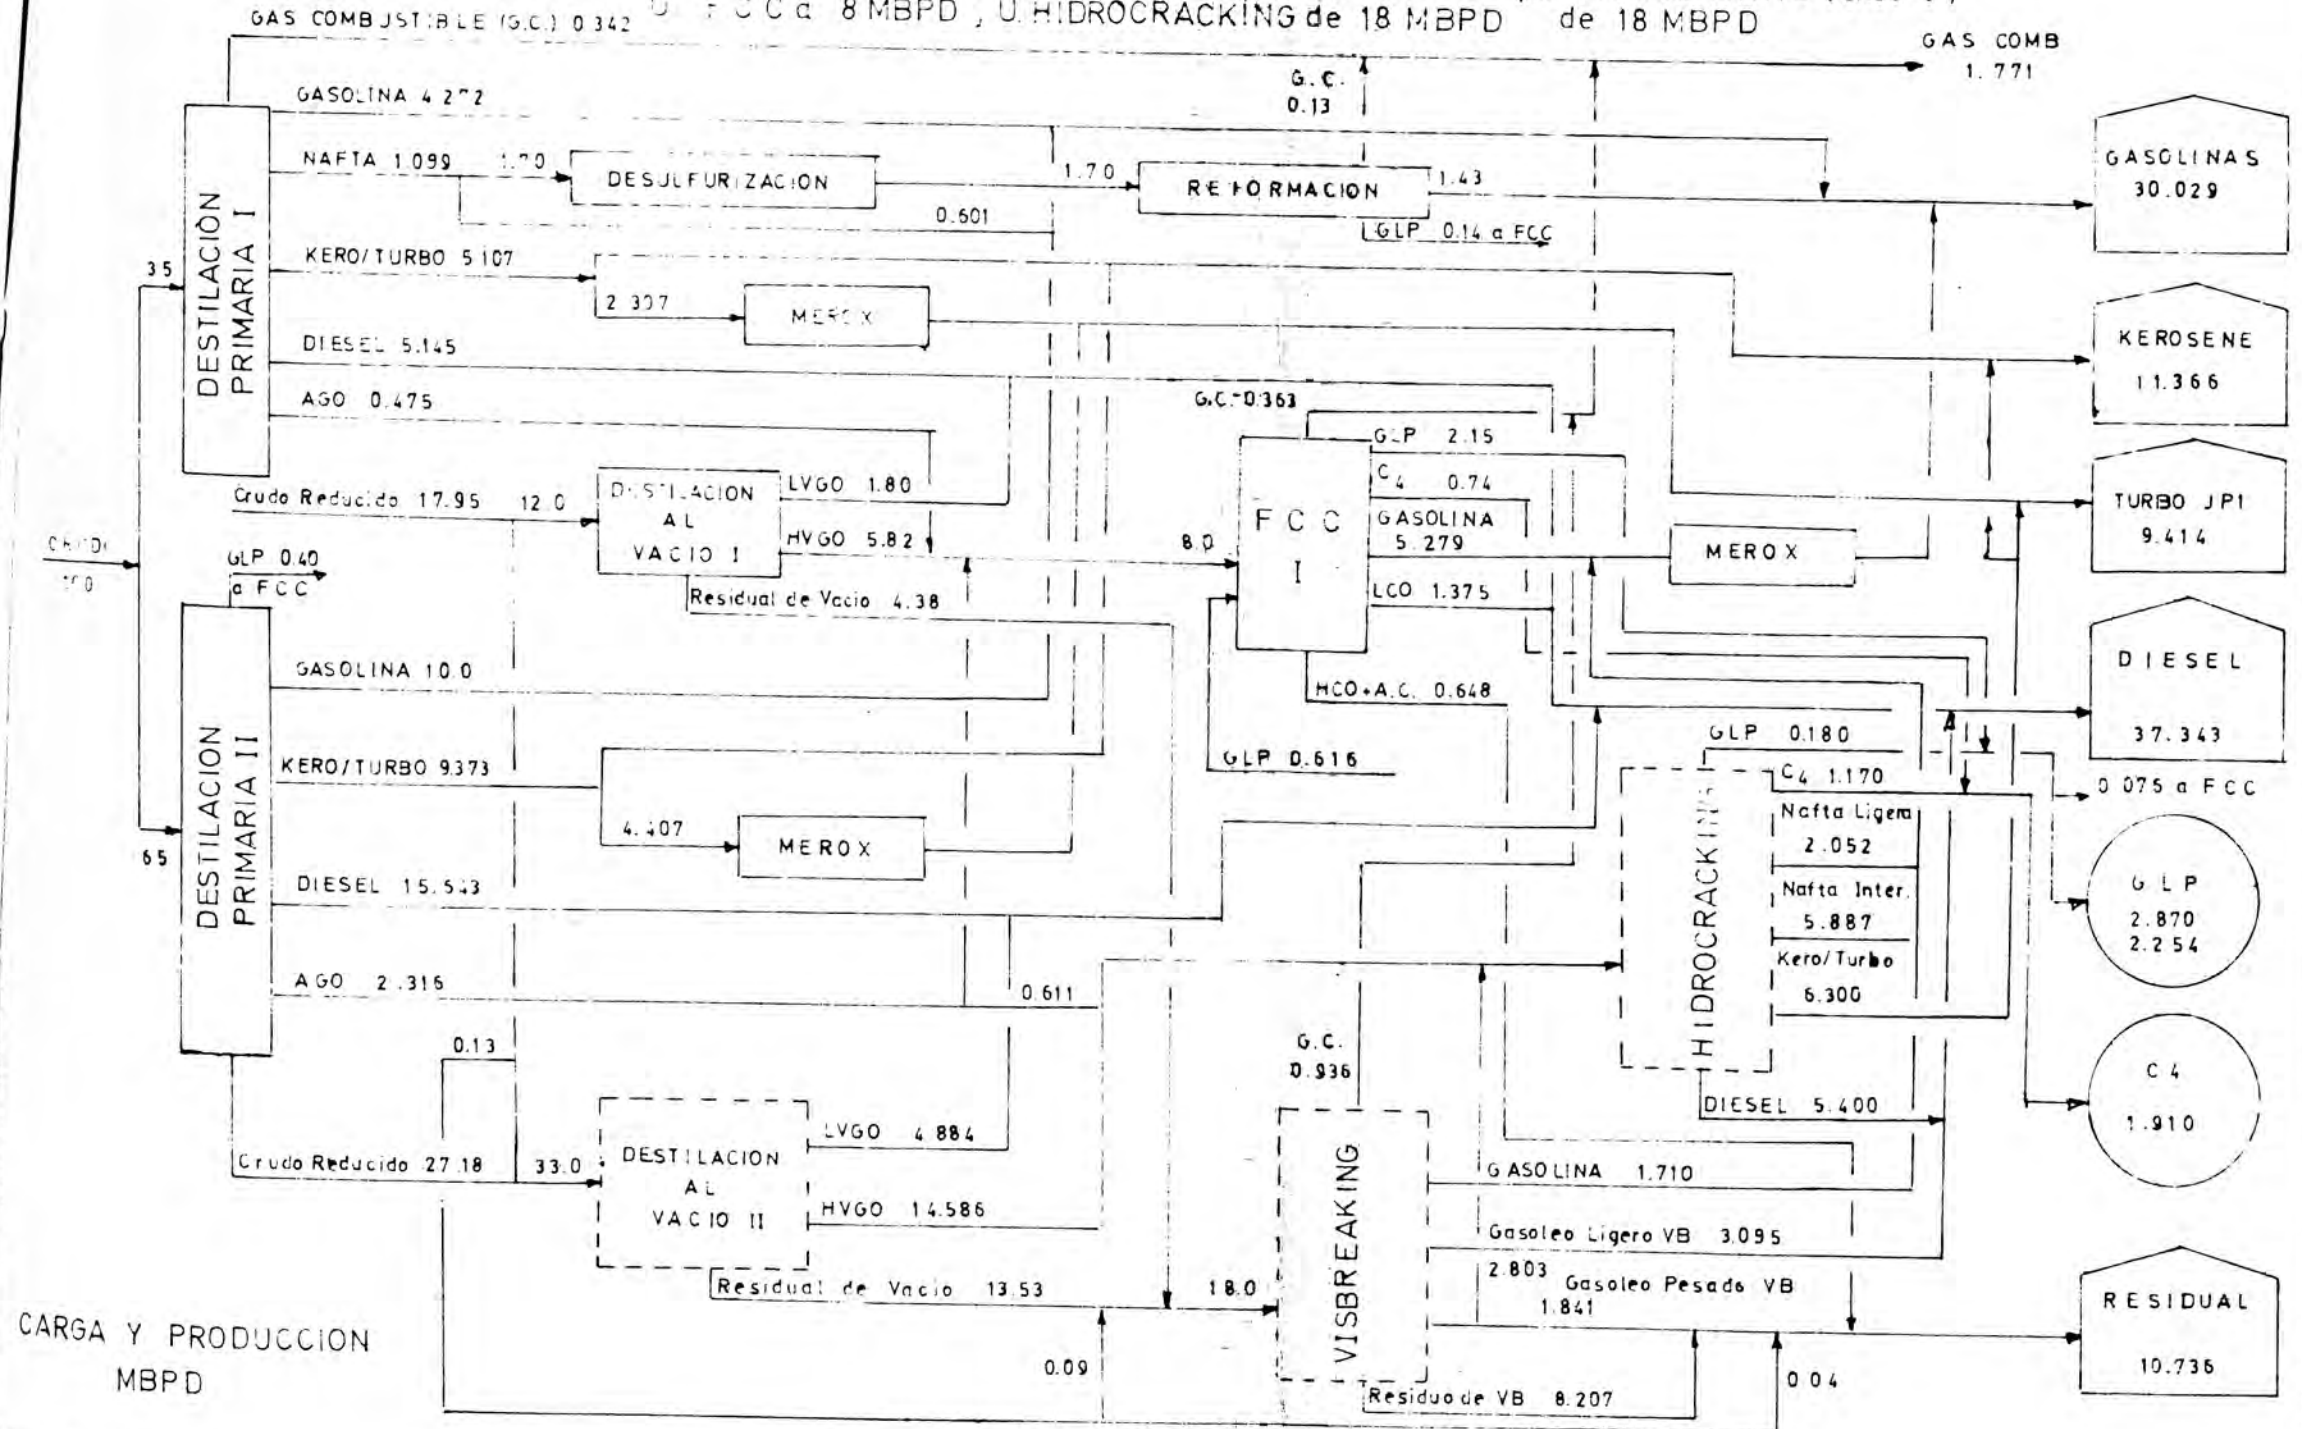 U. HIDROCRACKING de 18 MBPD de 18 MBPD
GAS COMBUSTIBLE (G.C.) 0.342
GAS COMB
1.771
G.C.
0.13
GASOLINA
NAFTA 1.099
DESULFURIZACION
1.70
REFORMACION
1.43
0.601
GLP 0.14 a FCC
GASOLINAS
30.029
DESTILACIÒN
PRIMARIA I
35
KERO/TURBO 5.107
MEROX
DIESEL 5.145
AGO 0.475
KEROSENE
11.366
G.C. 0.363
GLP 2.15
C4 0.74
GASOLINA
5.279
LCO 1.375
FCC
I
8.0
HCO+A.C. 0.648
GLP 0.616
MEROX
TURBO JP1
9.414
Crudo Reducido 17.95
12.0
DESTILACION
AL
VACIO I
LVGO 1.80
HVGO 5.82
Residual de Vacio 4.38
GLP 0.40
a FCC
DIESEL
37.343
DESTILACION
PRIMARIA II
65
GASOLINA 10.0
KERO/TURBO 9.373
4.407
MEROX
DIESEL
AGO 2.316
0.611
GLP 0.180
C4 1.170
Nafta Ligera
2.052
Nafta Inter.
5.887
Kero/Turbo
6.300
HIDROCRACKING
DIESEL 5.400
0.075 a FCC
GLP
2.870
2.254
C4
1.910
0.13
Crudo Reducido 27.18
33.0
DESTILACION
AL
VACIO II
LVGO 4.884
HVGO 14.586
Residual de Vacio 13.53
G.C.
0.936
18.0
VISBREAKING
GASOLINA 1.710
Gasoleo Ligero VB 3.095
2.803
Gasoleo Pesado VB
1.841
Residuo de VB 8.207
0.09
0.04
RESIDUAL
10.736
CARGA Y PRODUCCION
MBPD